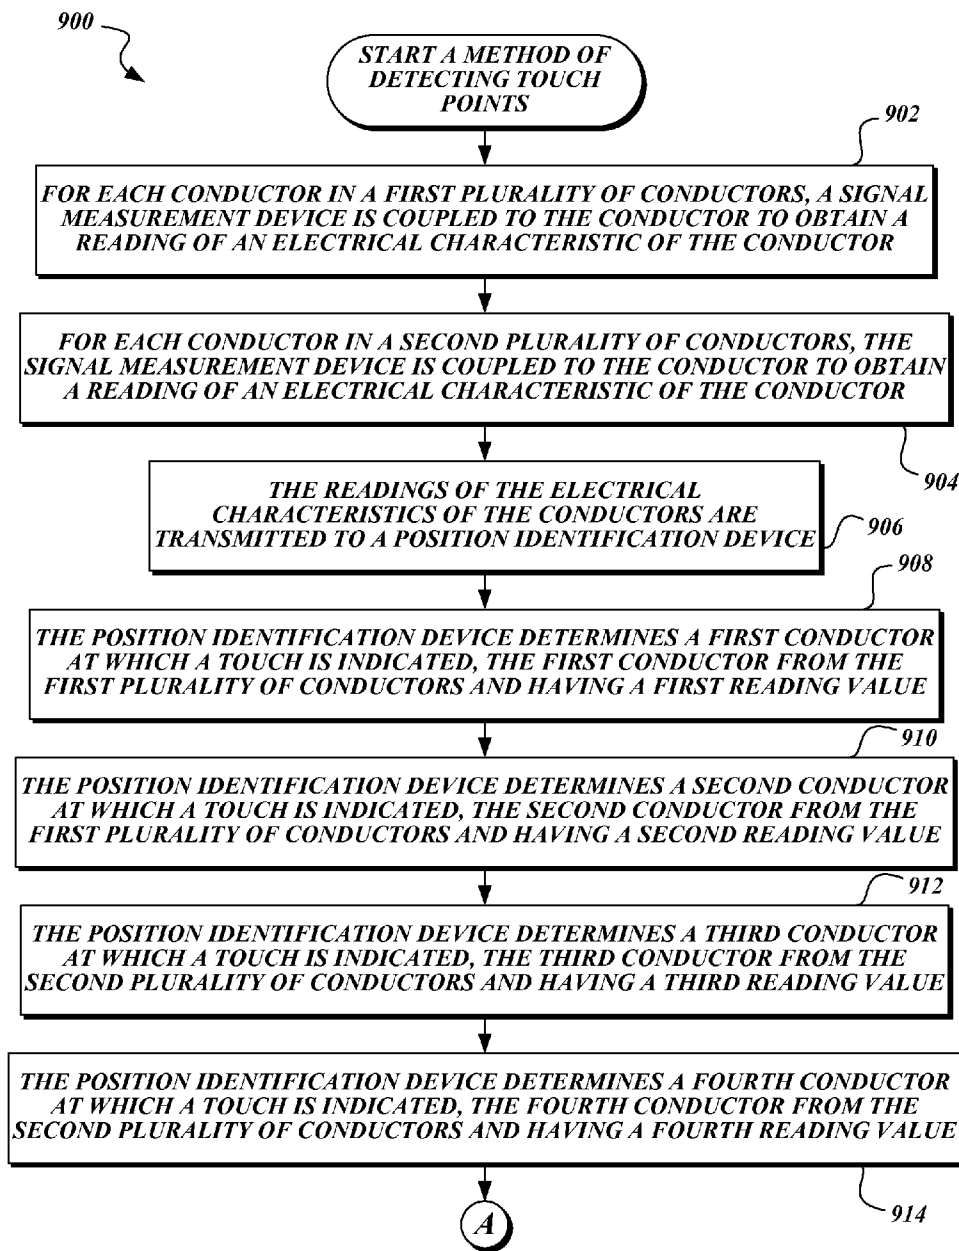 900
START A METHOD OF
DETECTING TOUCH
POINTS
902
FOR EACH CONDUCTOR IN A FIRST PLURALITY OF CONDUCTORS, A SIGNAL
MEASUREMENT DEVICE IS COUPLED TO THE CONDUCTOR TO OBTAIN A
READING OF AN ELECTRICAL CHARACTERISTIC OF THE CONDUCTOR
FOR EACH CONDUCTOR IN A SECOND PLURALITY OF CONDUCTORS, THE
SIGNAL MEASUREMENT DEVICE IS COUPLED TO THE CONDUCTOR TO OBTAIN
A READING OF AN ELECTRICAL CHARACTERISTIC OF THE CONDUCTOR
904
THE READINGS OF THE ELECTRICAL
CHARACTERISTICS OF THE CONDUCTORS ARE
TRANSMITTED TO A POSITION IDENTIFICATION DEVICE
906
908
THE POSITION IDENTIFICATION DEVICE DETERMINES A FIRST CONDUCTOR
AT WHICH A TOUCH IS INDICATED, THE FIRST CONDUCTOR FROM THE
FIRST PLURALITY OF CONDUCTORS AND HAVING A FIRST READING VALUE
910
THE POSITION IDENTIFICATION DEVICE DETERMINES A SECOND CONDUCTOR
AT WHICH A TOUCH IS INDICATED, THE SECOND CONDUCTOR FROM THE
FIRST PLURALITY OF CONDUCTORS AND HAVING A SECOND READING VALUE
912
THE POSITION IDENTIFICATION DEVICE DETERMINES A THIRD CONDUCTOR
AT WHICH A TOUCH IS INDICATED, THE THIRD CONDUCTOR FROM THE
SECOND PLURALITY OF CONDUCTORS AND HAVING A THIRD READING VALUE
THE POSITION IDENTIFICATION DEVICE DETERMINES A FOURTH CONDUCTOR
AT WHICH A TOUCH IS INDICATED, THE FOURTH CONDUCTOR FROM THE
SECOND PLURALITY OF CONDUCTORS AND HAVING A FOURTH READING VALUE
914
A